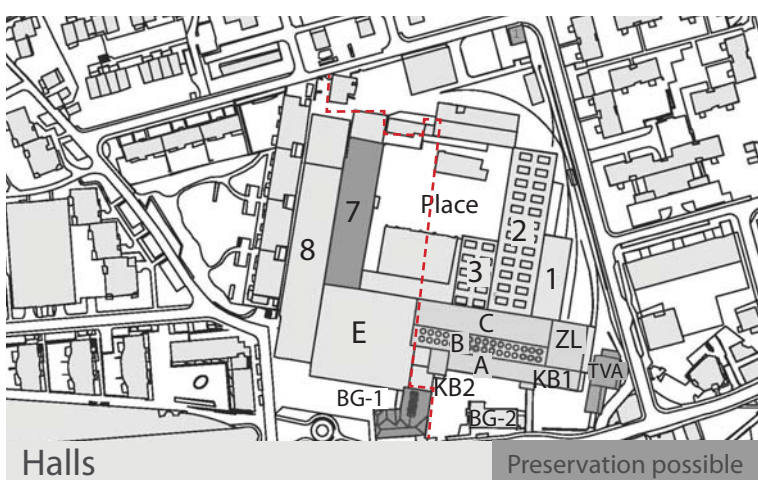 Place
7
2
8
3
1
C
E
B
ZL
A
TVA
KB2
KB1
BG-1
BG-2
Halls
Preservation possible